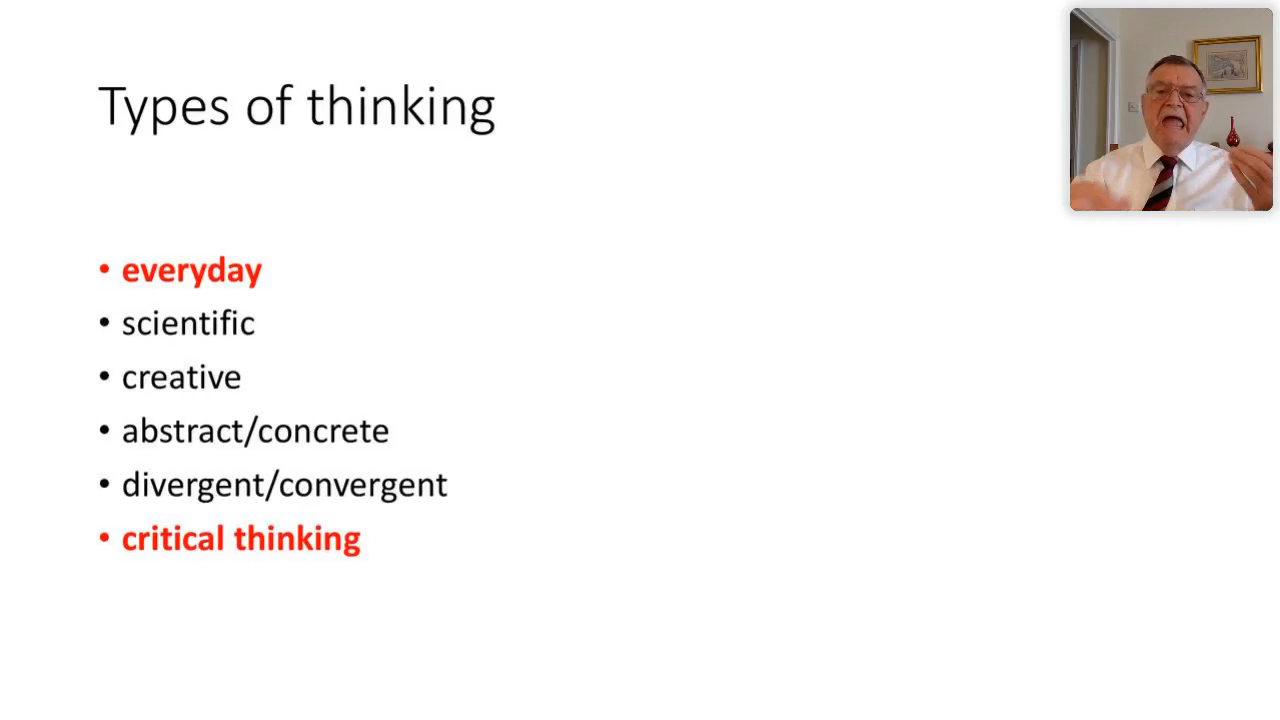 Types of thinking
• everyday
• scientific
• creative
• abstract/concrete
• divergent/convergent
• critical thinking